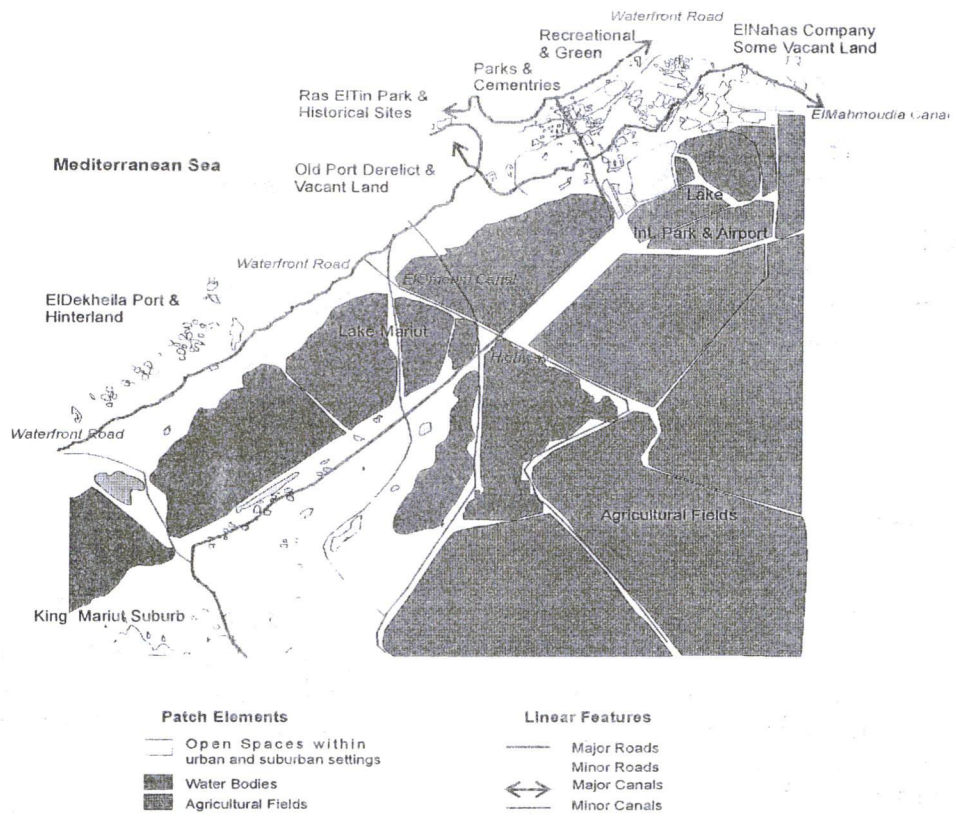 Waterfront Road
ElNahas Company
Some Vacant Land
Recreational
& Green
Parks &
Cementries
Ras ElTin Park &
Historical Sites
ElMahmoudia Canal
Mediterranean Sea
Old Port Derelict &
Vacant Land
Lake
Int. Park & Airport
Waterfront Road
Canal
ElDekheila Port &
Hinterland
Lake Mariut
Waterfront Road
Agricultural Fields
King Mariut Suburb
Patch Elements
Open Spaces within
urban and suburban settings
Water Bodies
Agricultural Fields
Linear Features
Major Roads
Minor Roads
Major Canals
Minor Canals